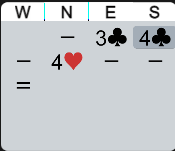 W N E S
– 3♣ 4♣
– 4♥ – –
=